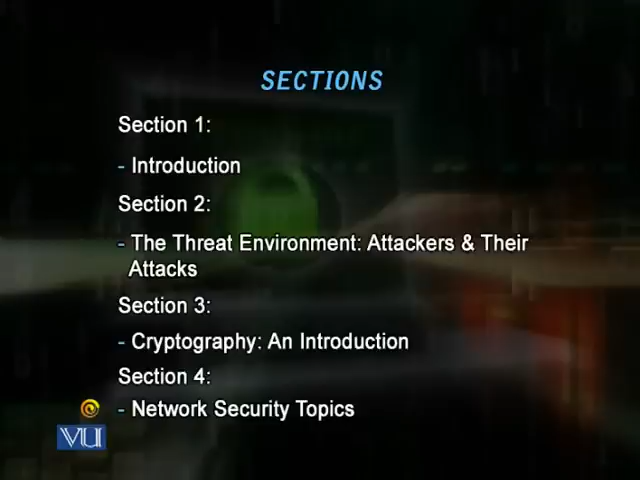 SECTIONS
Section 1:
- Introduction
Section 2:
- The Threat Environment: Attackers & Their
Attacks
Section 3:
- Cryptography: An Introduction
Section 4:
- Network Security Topics
VU